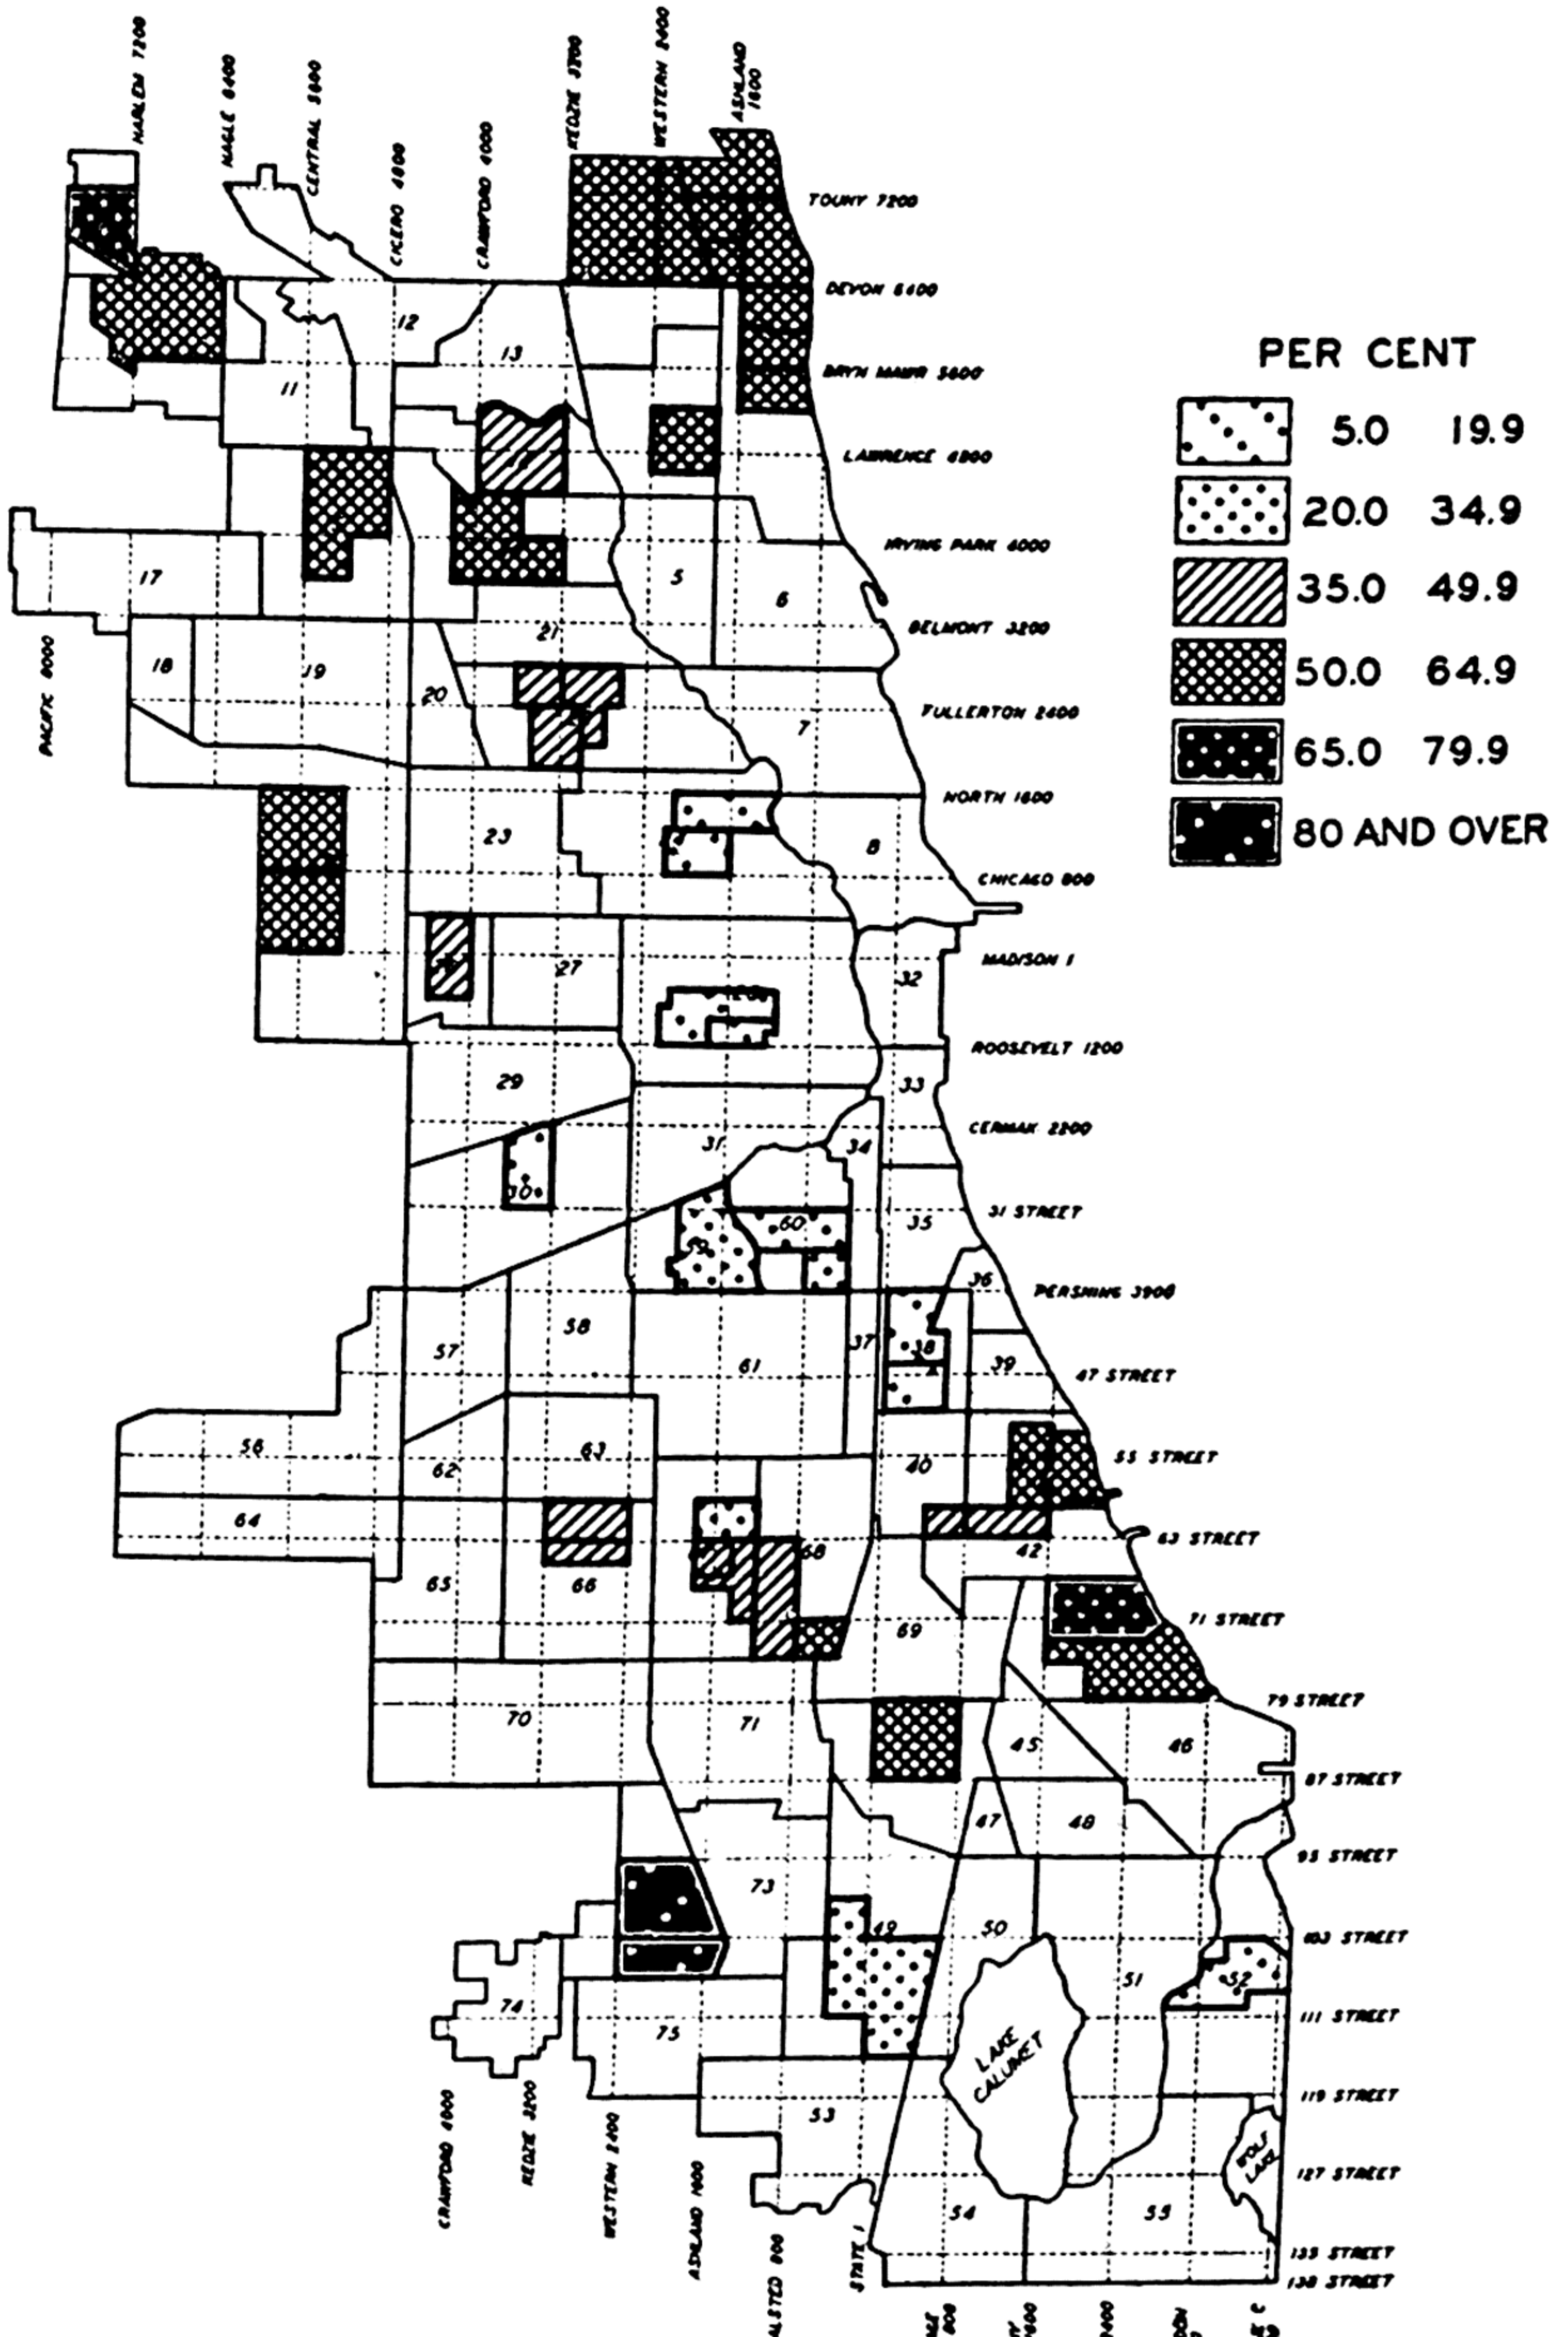 HARLEM 7200
NAGLE 6400
CENTRAL 5600
CICERO 4800
CRAWFORD 4000
KEDZIE 3200
WESTERN 2400
ASHLAND
1600
TOUHY 7200
DEVON 6400
12
13
11
BRYN MAWR 5600
LAWRENCE 4800
IRVING PARK 4000
17
5
6
BELMONT 3200
PACIFIC 8000
18
19
21
20
7
FULLERTON 2400
NORTH 1600
23
8
CHICAGO 800
27
32
MADISON 1
ROOSEVELT 1200
29
33
CERMAK 2200
31
34
30
31 STREET
35
60
59
36
PERSHING 3900
58
37
38
57
61
39
47 STREET
56
63
62
40
55 STREET
64
63 STREET
68
42
65
66
71 STREET
69
79 STREET
70
71
45
46
87 STREET
47
48
95 STREET
73
49
50
103 STREET
51
52
74
75
111 STREET
LAKE
CALUMET
119 STREET
53
WOLF
LAKE
127 STREET
54
55
135 STREET
138 STREET
CRAWFORD 4000
KEDZIE 3200
WESTERN 2400
ASHLAND 1600
ALSTED 800
STATE 1
PER CENT
5.0 19.9
20.0 34.9
35.0 49.9
50.0 64.9
65.0 79.9
80 AND OVER